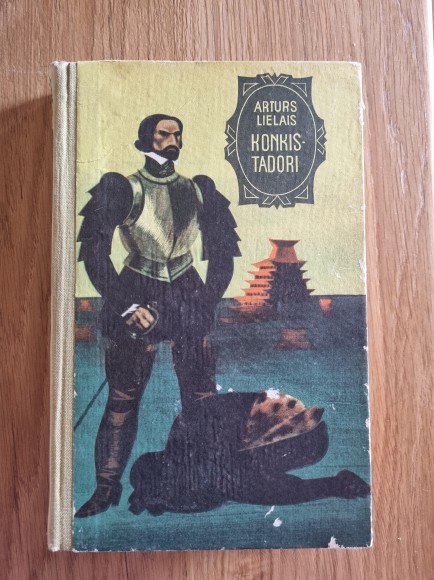 ARTURS
LIELAIS
KONKIS-
TADORI